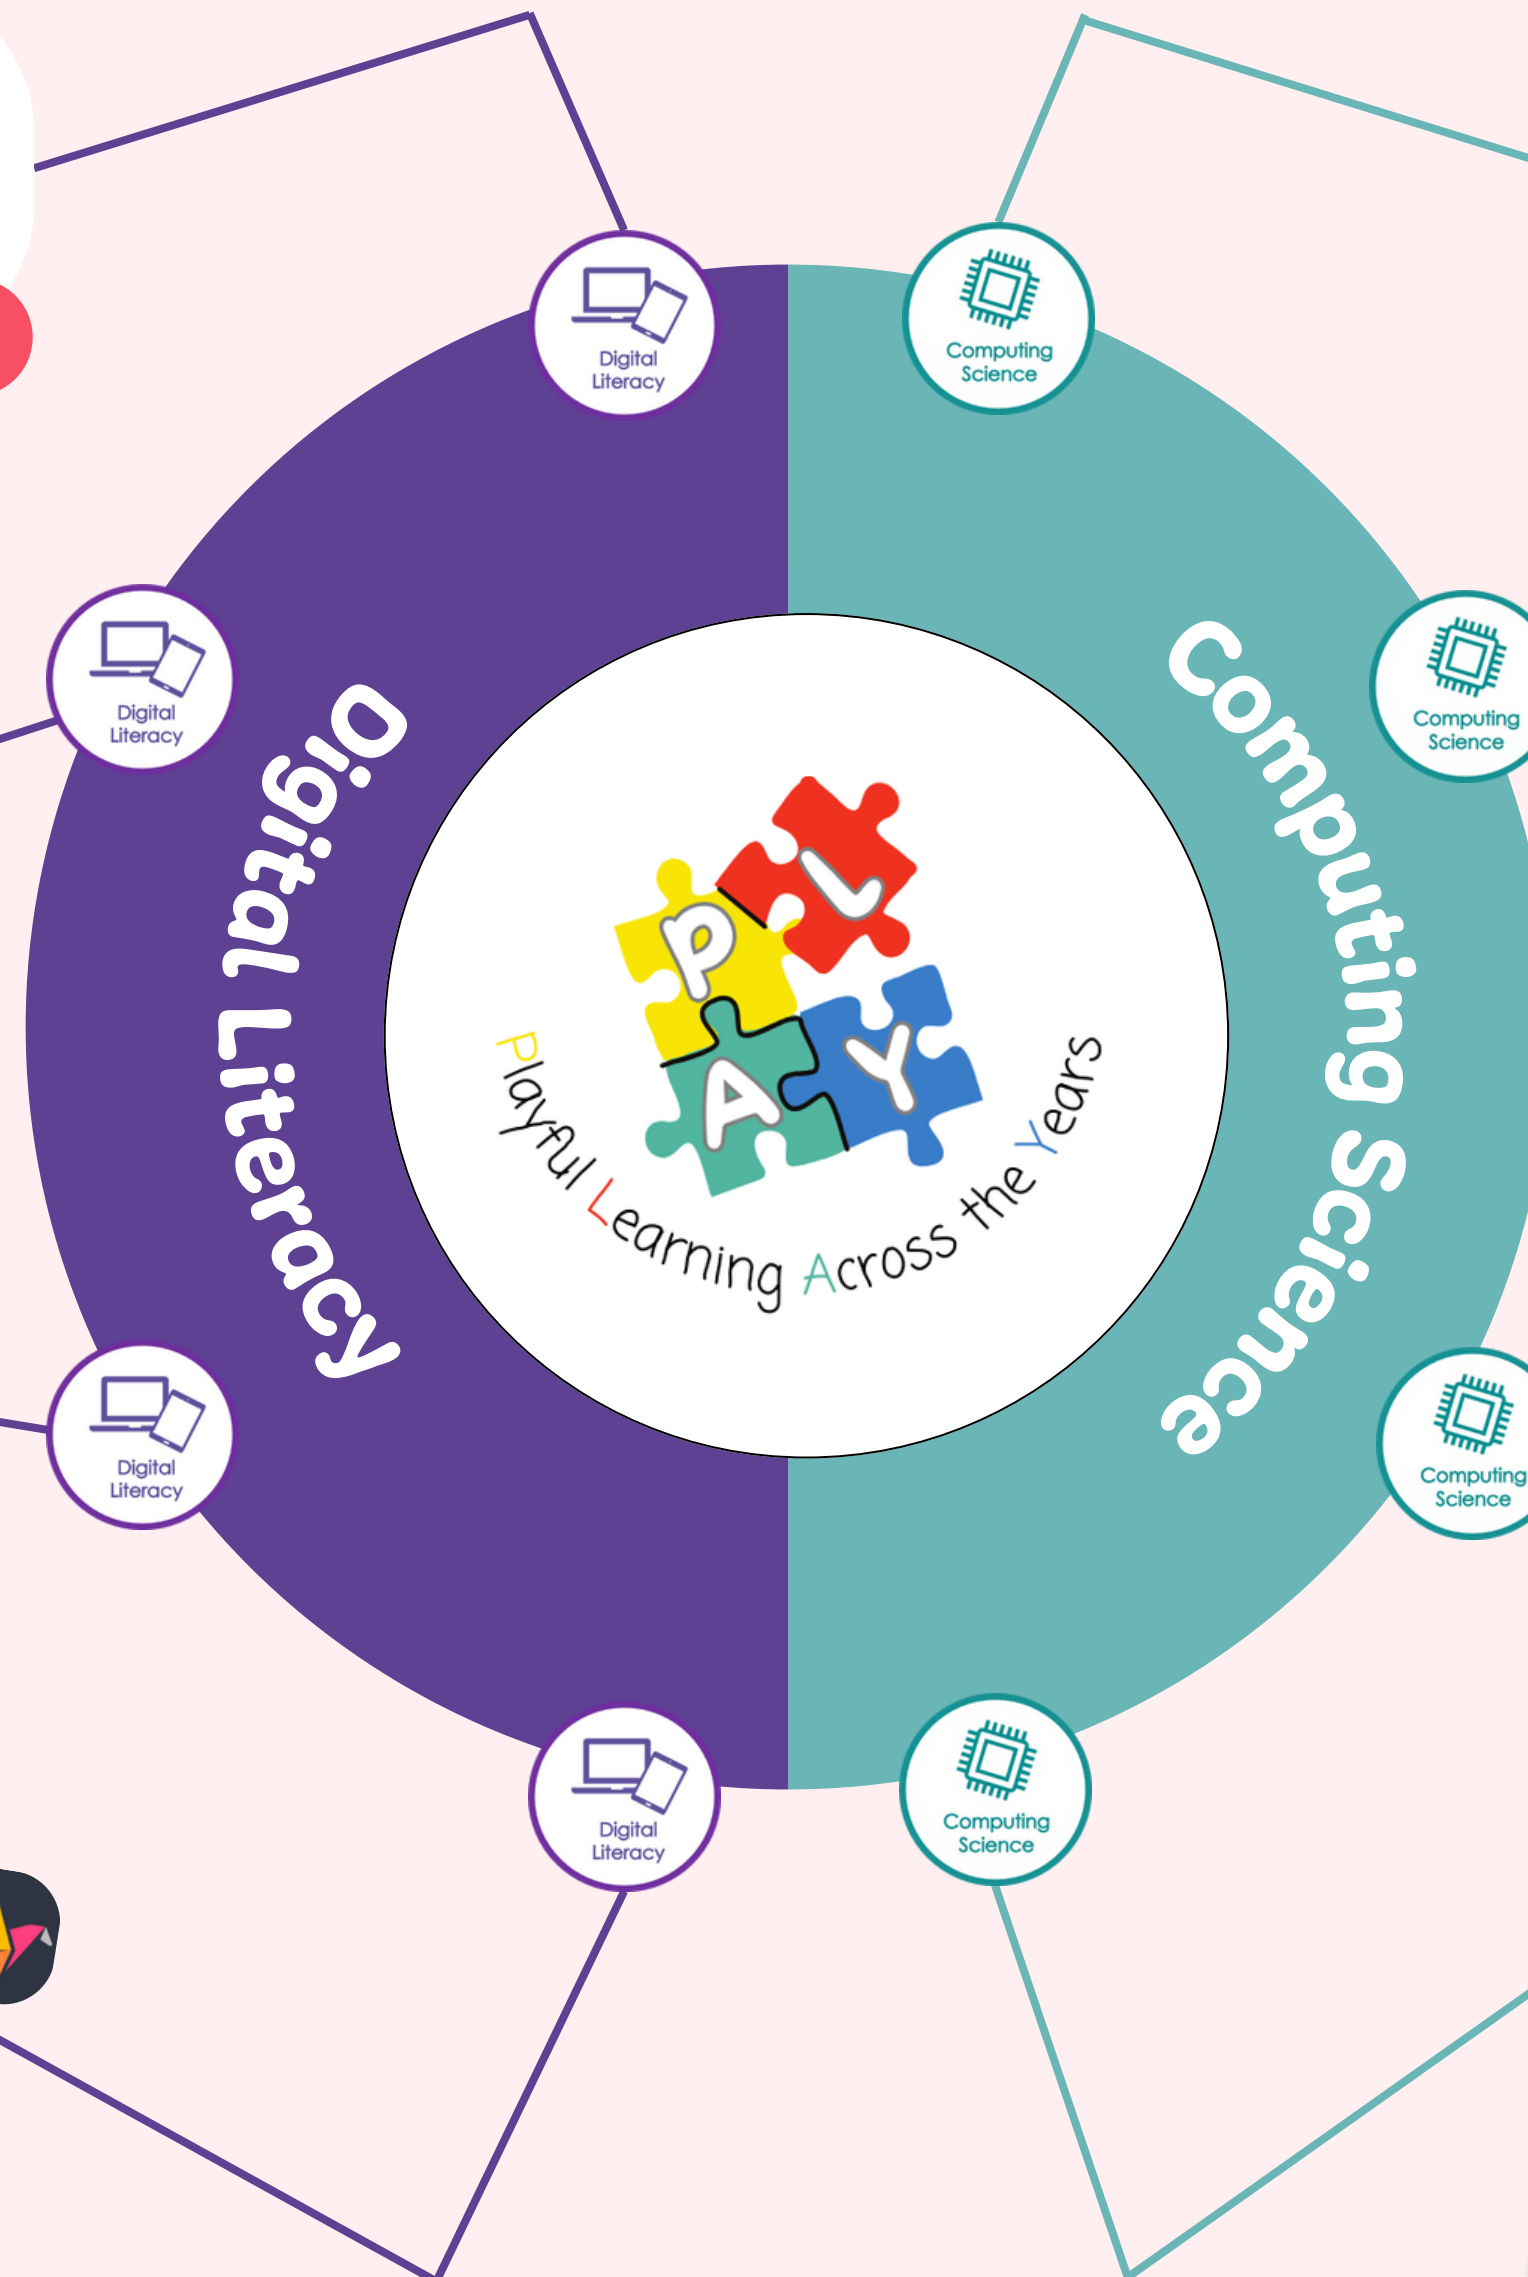 Digital
Literacy
Computing
Science
Digital
Literacy
Computing
Science
Digital Literacy
Computing Science
P
L
A
Y
Playful Learning Across the Years
Digital
Literacy
Computing
Science
Digital
Literacy
Computing
Science